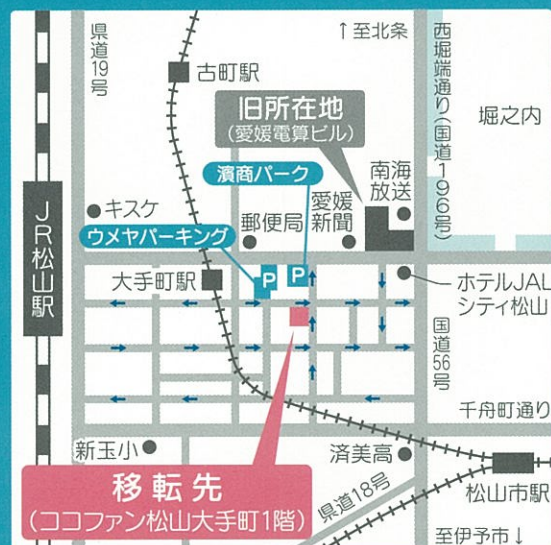 県道19号
↑至北条
西堀端通り(国道196号)
古町駅
堀之内
旧所在地
(愛媛電算ビル)
濱商パーク
南海
放送
キスケ
愛媛
新聞
郵便局
ウメヤパーキング
JR松山駅
大手町駅
P
P
ホテルJAL
シティ松山
国道56号
千舟町通り
新玉小
済美高
移転先
(ココファン松山大手町1階)
県道18号
松山市駅
至伊予市↓